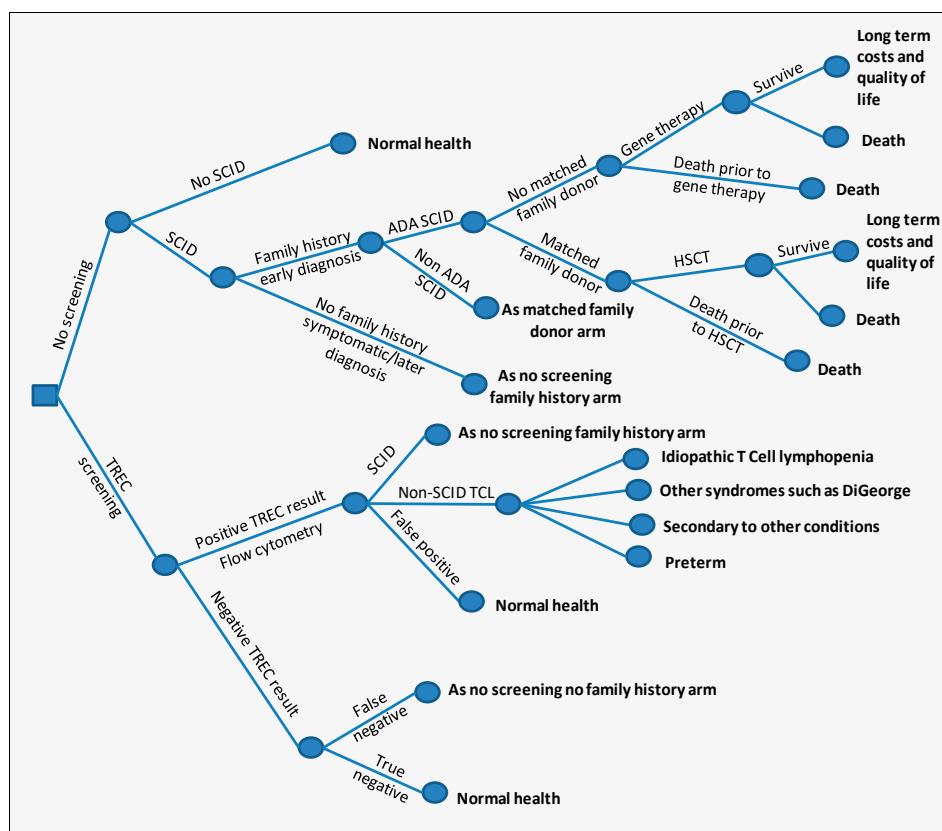 Long term
costs and
quality of
life
Survive
Gene therapy
Death
Normal health
No SCID
No matched
family donor
Death prior to
gene therapy
Death
ADA SCID
Long term
costs and
quality of
life
SCID
Family history
early diagnosis
Matched
family donor
HSCT
Survive
Non ADA
SCID
No screening
As matched family
donor arm
Death
Death prior
to HSCT
No family history
symptomatic/later
diagnosis
Death
As no screening
family history arm
As no screening family history arm
TREC
screening
SCID
Idiopathic T Cell lymphopenia
Non-SCID TCL
Other syndromes such as DiGeorge
Positive TREC result
Flow cytometry
Secondary to other conditions
False positive
Preterm
Normal health
Negative TREC result
As no screening no family history arm
False
negative
True
negative
Normal health